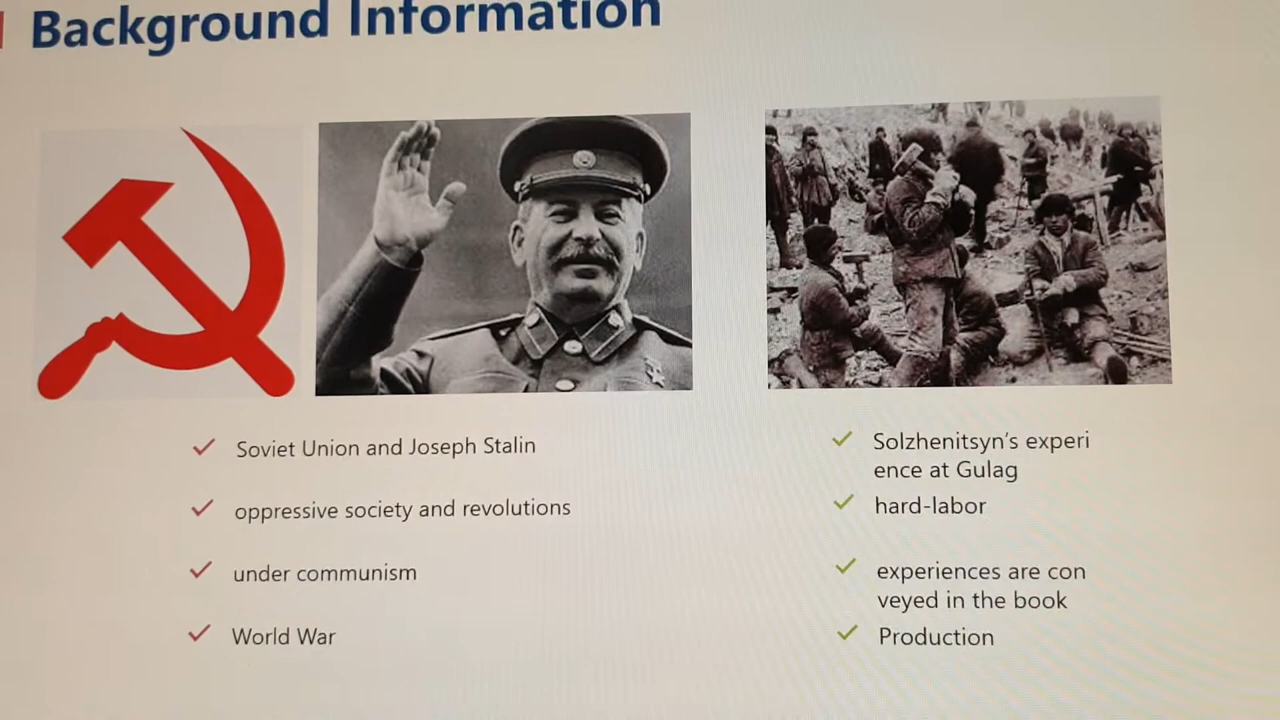 Background Information
Soviet Union and Joseph Stalin
oppressive society and revolutions
under communism
World War
Solzhenitsyn's experi
ence at Gulag
hard-labor
experiences are con
veyed in the book
Production